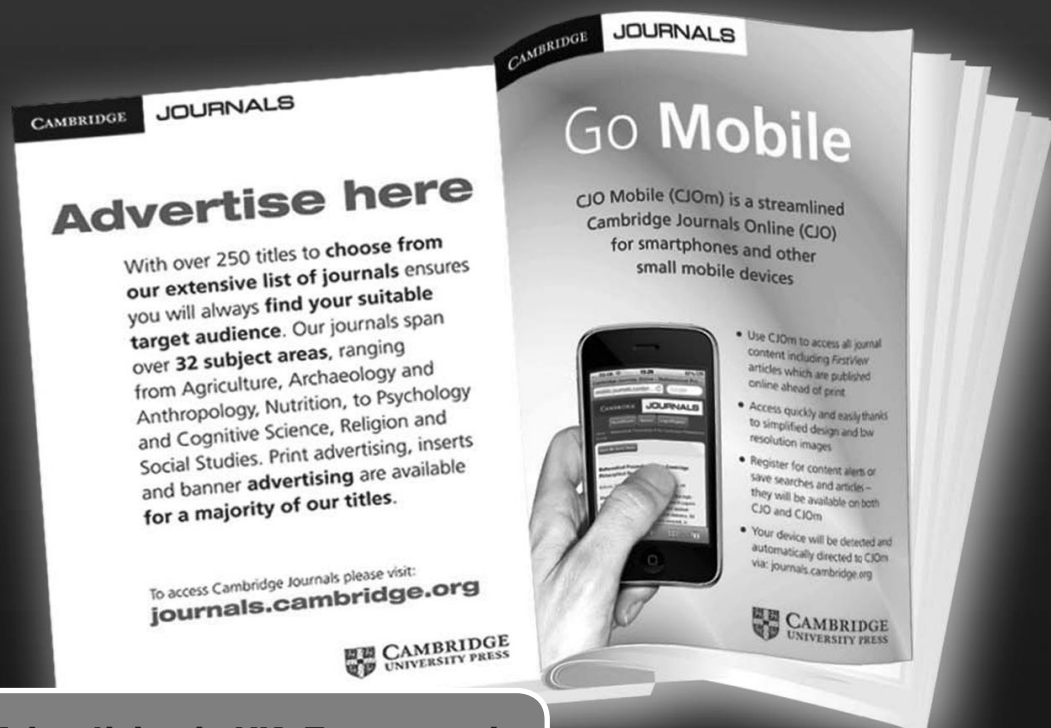 CAMBRIDGE JOURNALS
Advertise here
With over 250 titles to choose from
our extensive list of journals ensures
you will always find your suitable
target audience. Our journals span
over 32 subject areas, ranging
from Agriculture, Archaeology and
Anthropology, Nutrition, to Psychology
and Cognitive Science, Religion and
Social Studies. Print advertising, inserts
and banner advertising are available
for a majority of our titles.
To access Cambridge Journals please visit:
journals.cambridge.org
CAMBRIDGE
UNIVERSITY PRESS
CAMBRIDGE JOURNALS
Go Mobile
CJO Mobile (CJOm) is a streamlined
Cambridge Journals Online (CJO)
for smartphones and other
small mobile devices
CAMBRIDGE JOURNALS
• Use CJOm to access all journal
content including FirstView
articles which are published
online ahead of print
• Access quickly and easily thanks
to simplified design and low
resolution images
• Register for content alerts or
save searches and articles –
they will be available on both
CJO and CJOm
• Your device will be detected and
automatically directed to CJOm
via: journals.cambridge.org
CAMBRIDGE
UNIVERSITY PRESS